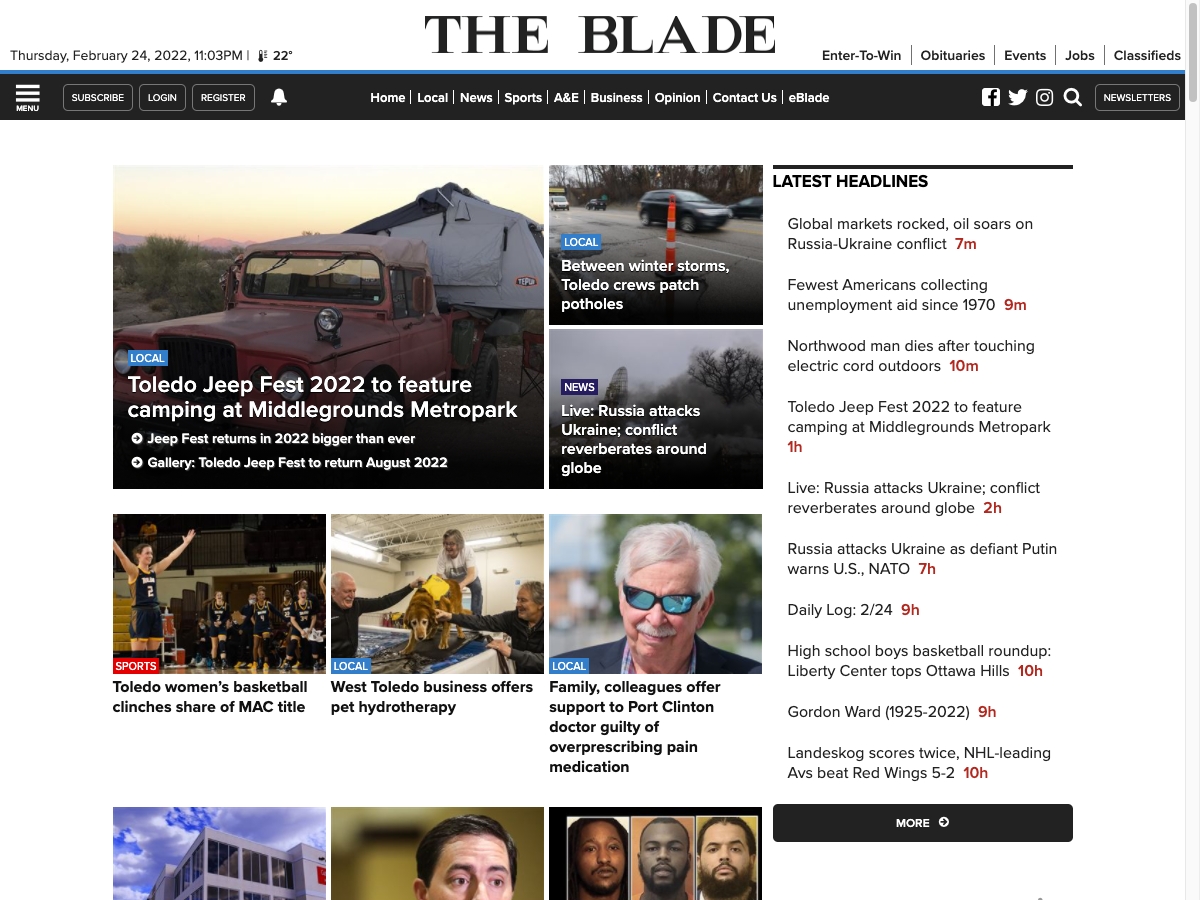 THE BLADE
Thursday, February 24, 2022, 11:03PM | 22°
Enter-To-Win | Obituaries | Events | Jobs | Classifieds
MENU
SUBSCRIBE
LOGIN
REGISTER
Home | Local | News | Sports | A&E | Business | Opinion | Contact Us | eBlade
NEWSLETTERS
LOCAL
Toledo Jeep Fest 2022 to feature
camping at Middlegrounds Metropark
Jeep Fest returns in 2022 bigger than ever
Gallery: Toledo Jeep Fest to return August 2022
LOCAL
Between winter storms,
Toledo crews patch
potholes
NEWS
Live: Russia attacks
Ukraine; conflict
reverberates around
globe
SPORTS
Toledo women’s basketball
clinches share of MAC title
LOCAL
West Toledo business offers
pet hydrotherapy
LOCAL
Family, colleagues offer
support to Port Clinton
doctor guilty of
overprescribing pain
medication
LATEST HEADLINES
Global markets rocked, oil soars on
Russia-Ukraine conflict 7m
Fewest Americans collecting
unemployment aid since 1970 9m
Northwood man dies after touching
electric cord outdoors 10m
Toledo Jeep Fest 2022 to feature
camping at Middlegrounds Metropark
1h
Live: Russia attacks Ukraine; conflict
reverberates around globe 2h
Russia attacks Ukraine as defiant Putin
warns U.S., NATO 7h
Daily Log: 2/24 9h
High school boys basketball roundup:
Liberty Center tops Ottawa Hills 10h
Gordon Ward (1925-2022) 9h
Landeskog scores twice, NHL-leading
Avs beat Red Wings 5-2 10h
MORE